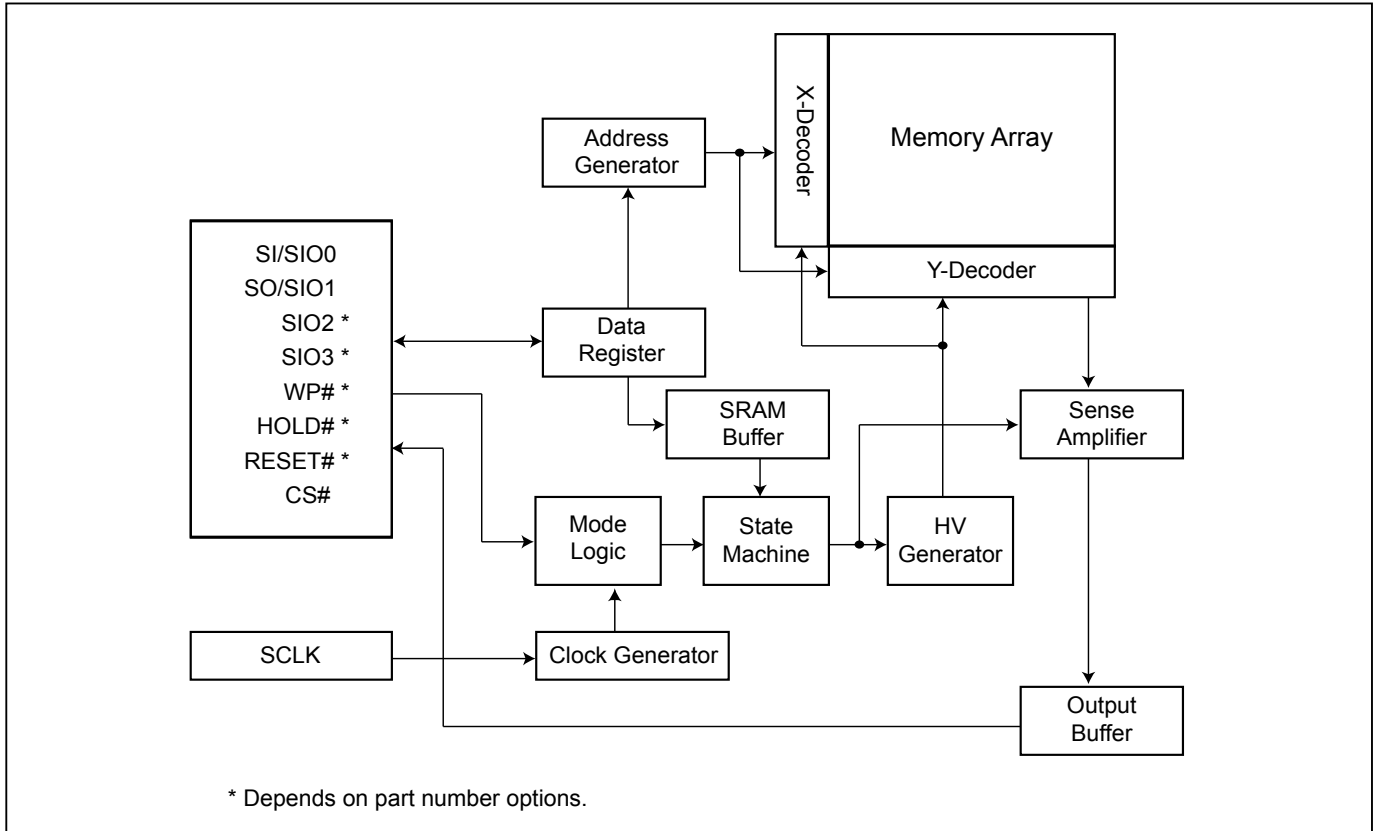 X-Decoder
Memory Array
Address
Generator
Y-Decoder
SI/SIO0
SO/SIO1
SIO2 *
SIO3 *
WP# *
HOLD# *
RESET# *
CS#
Data
Register
SRAM
Buffer
Sense
Amplifier
Mode
Logic
State
Machine
HV
Generator
SCLK
Clock Generator
Output
Buffer
* Depends on part number options.